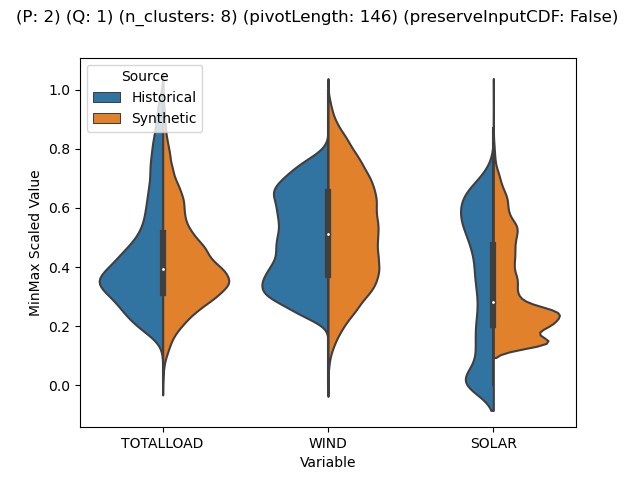 (P: 2) (Q: 1) (n_clusters: 8) (pivotLength: 146) (preserveInputCDF: False)
Source
Historical
Synthetic
MinMax Scaled Value
1.0
0.8
0.6
0.4
0.2
0.0
TOTALLOAD
WIND
SOLAR
Variable